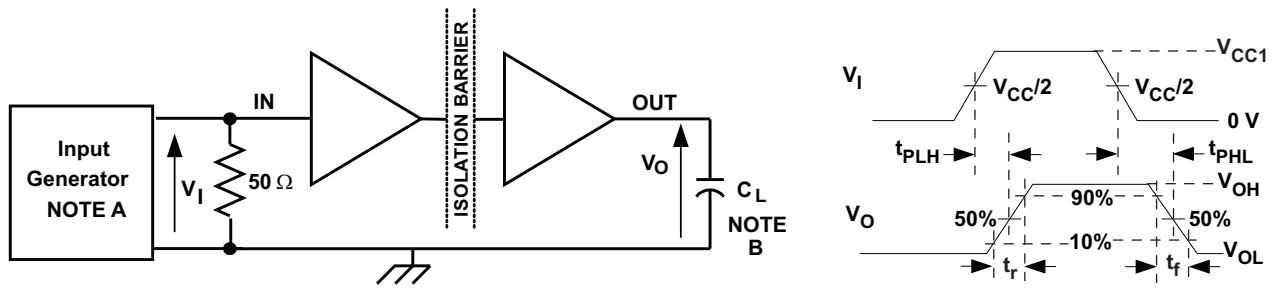 Input
Generator
NOTE A
V_I
50 Ω
IN
ISOLATION BARRIER
OUT
V_O
C_L
NOTE
B
V_I
V_CC/2
V_CC/2
V_CC1
0 V
t_PLH
t_PHL
V_O
50%
90%
10%
50%
V_OH
V_OL
t_r
t_f